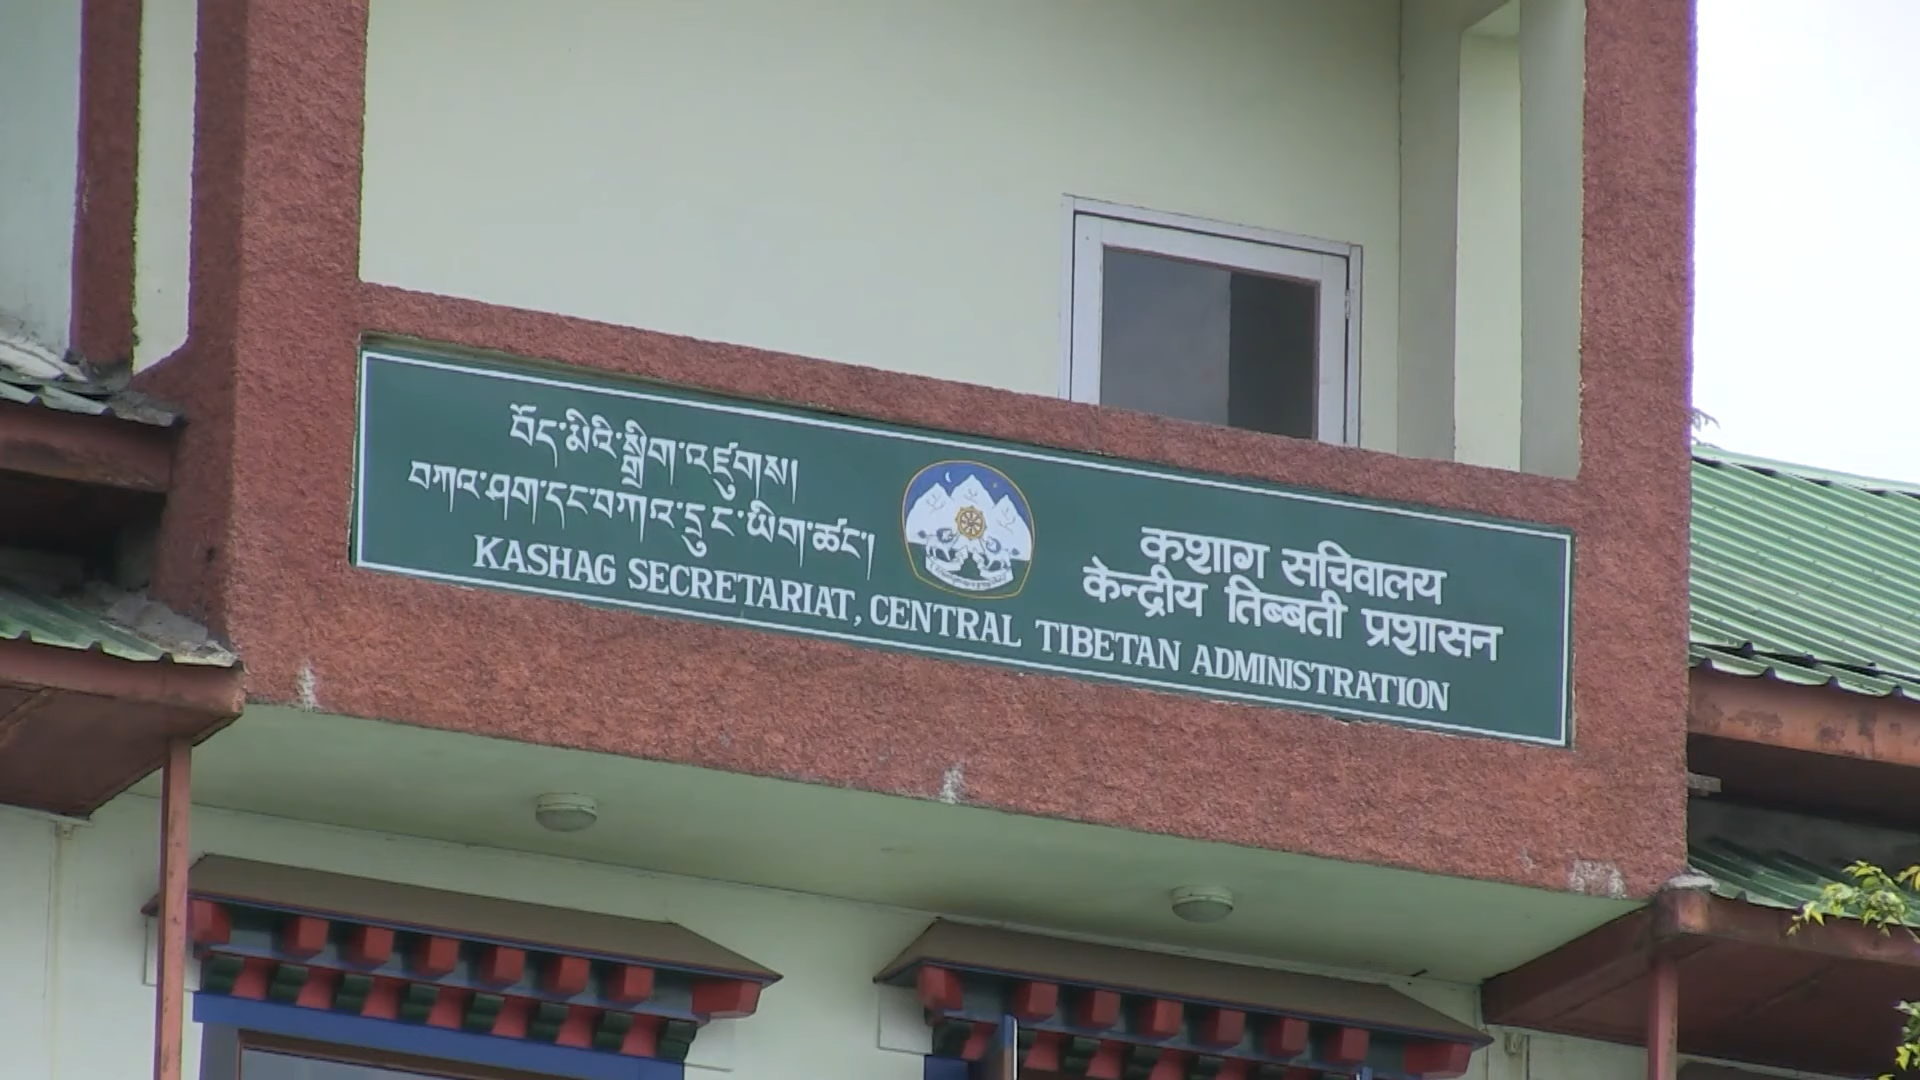 བོད་མིའི་སྒྲིག་འཛུགས།
བཀའ་ཤག་དང་བཀའ་དྲུང་ཡིག་ཚང་།
कशाग सचिवालय
केन्द्रीय तिब्बती प्रशासन
KASHAG SECRETARIAT, CENTRAL TIBETAN ADMINISTRATION